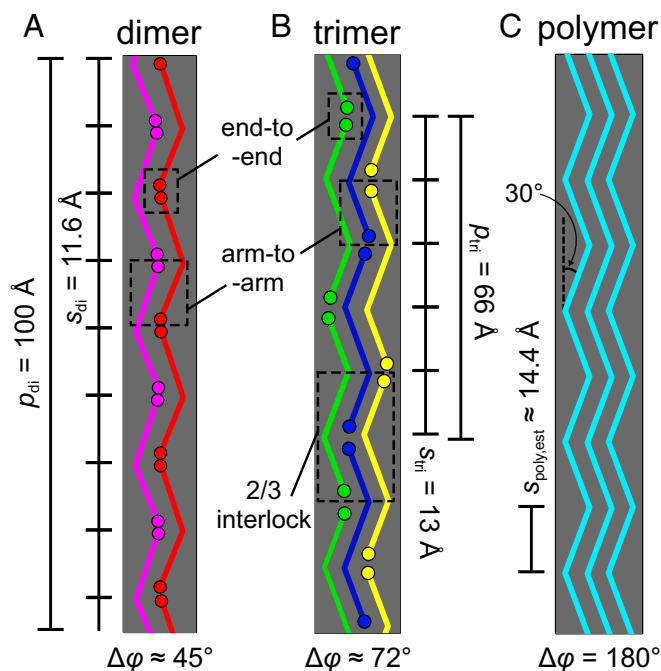 A
dimer
B
trimer
C polymer
end-to
-end
arm-to
-arm
2/3
interlock
30°
p_di = 100 Å
s_di = 11.6 Å
p_tri = 66 Å
s_tri = 13 Å
s_poly,est ≈ 14.4 Å
Δφ ≈ 45°
Δφ ≈ 72°
Δφ = 180°